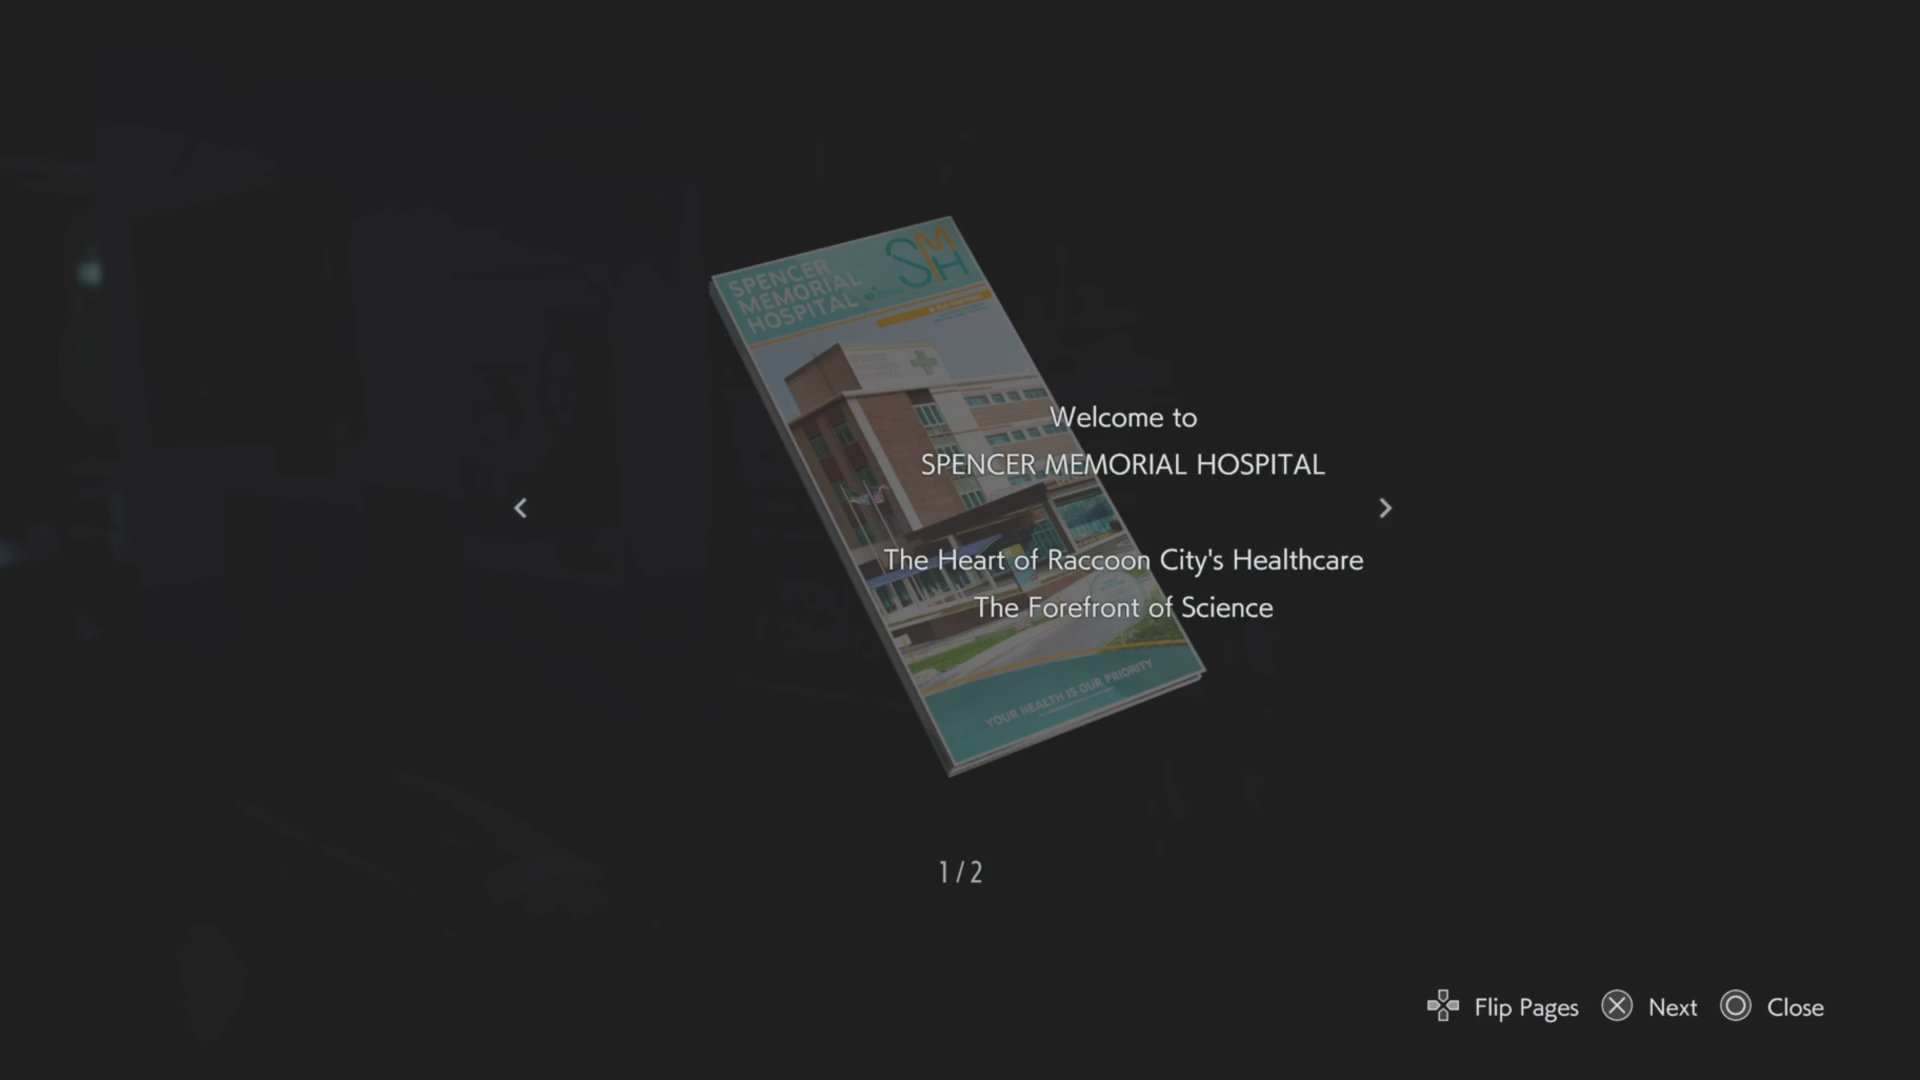 SPENCER
MEMORIAL
HOSPITAL
SMH
Welcome to
SPENCER MEMORIAL HOSPITAL
The Heart of Raccoon City's Healthcare
The Forefront of Science
YOUR HEALTH IS OUR PRIORITY
1 / 2
Flip Pages Next Close